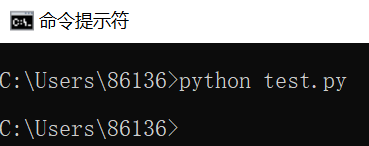 命令提示符
C:\Users\86136>python test.py
C:\Users\86136>